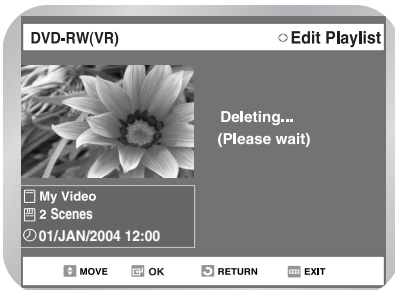 DVD-RW(VR) Edit Playlist
Deleting...
(Please wait)
My Video
2 Scenes
01/JAN/2004 12:00
MOVE OK RETURN EXIT